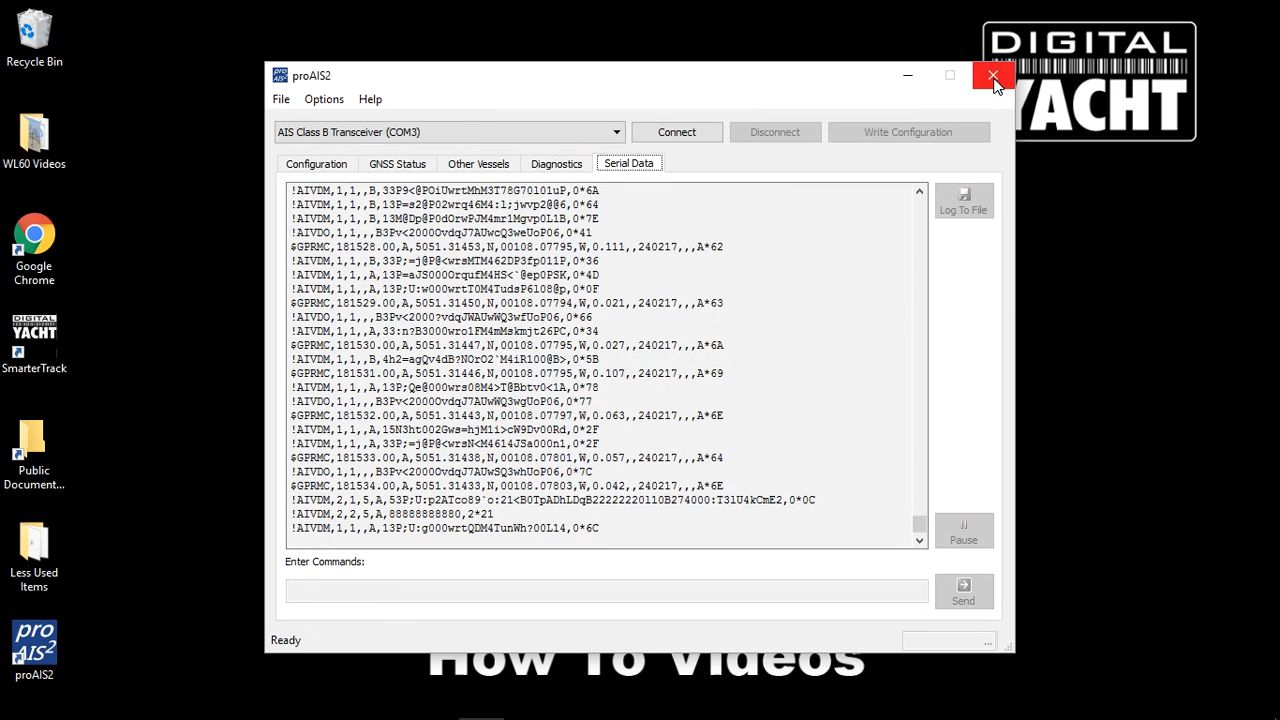 Recycle Bin
WL60 Videos
Google
Chrome
DIGITAL
YACHT
SmarterTrack
Public
Document...
Less Used
Items
pro
AIS2
proAIS2
DIGITAL
YACHT
pro
AIS2
proAIS2
File Options Help
AIS Class B Transceiver (COM3) Connect Disconnect Write Configuration
Configuration GNSS Status Other Vessels Diagnostics Serial Data
!AIVDM,1,1,,B,33P9<@POiUwrtMhM3T78G70101uP,0*6A
!AIVDM,1,1,,B,13P=s2@P02wrq46M4:l;jwvp2@@6,0*64
!AIVDM,1,1,,B,13M@Dp@P0dOrwPJM4mr1Mgvp0L1B,0*7E
!AIVDO,1,1,,,B3Pv<2000OvdqJ7AUwcQ3weUoP06,0*41
$GPRMC,181528.00,A,5051.31453,N,00108.07795,W,0.111,,240217,,,A*62
!AIVDM,1,1,,B,33P;=j@P@<wrsMTM462DP3fp011P,0*36
!AIVDM,1,1,,A,13P=aJS000OrqufM4HS<`@ep0PSK,0*4D
!AIVDM,1,1,,A,13P;U:w000wrtT0M4TudsP6l08@p,0*0F
$GPRMC,181529.00,A,5051.31450,N,00108.07794,W,0.021,,240217,,,A*63
!AIVDO,1,1,,,B3Pv<2000?vdqJWAUwWQ3wfUoP06,0*66
!AIVDM,1,1,,A,33:n?B3000wro1FM4mMskmjt26PC,0*34
$GPRMC,181530.00,A,5051.31447,N,00108.07795,W,0.027,,240217,,,A*6A
!AIVDM,1,1,,B,4h2=agQv4dB?NOrO2`M4iR100@B>,0*5B
$GPRMC,181531.00,A,5051.31446,N,00108.07795,W,0.107,,240217,,,A*69
!AIVDM,1,1,,A,13P;Qe@000wrs08M4>T@Bbtv0<1A,0*78
!AIVDO,1,1,,,B3Pv<2000OvdqJ7AUwWQ3wgUoP06,0*77
$GPRMC,181532.00,A,5051.31443,N,00108.07797,W,0.063,,240217,,,A*6E
!AIVDM,1,1,,A,15N3ht002Gws=hjM1i>cW9Dv00Rd,0*2F
!AIVDM,1,1,,A,33P;=j@P@<wrsN<M4614JSa000n1,0*2F
$GPRMC,181533.00,A,5051.31438,N,00108.07801,W,0.057,,240217,,,A*64
!AIVDO,1,1,,,B3Pv<2000OvdqJ7AUwSQ3whUoP06,0*7C
$GPRMC,181534.00,A,5051.31433,N,00108.07803,W,0.042,,240217,,,A*6E
!AIVDM,2,1,5,A,53P;U:p2ATco89`o:21<B0TpADhLDqB22222220110B274000:T3lU4kCmE2,0*0C
!AIVDM,2,2,5,A,88888888880,2*21
!AIVDM,1,1,,A,13P;U:g000wrtQDM4TunWh?00L14,0*6C
Log To File
Pause
Enter Commands:
Send
Ready
How To Videos